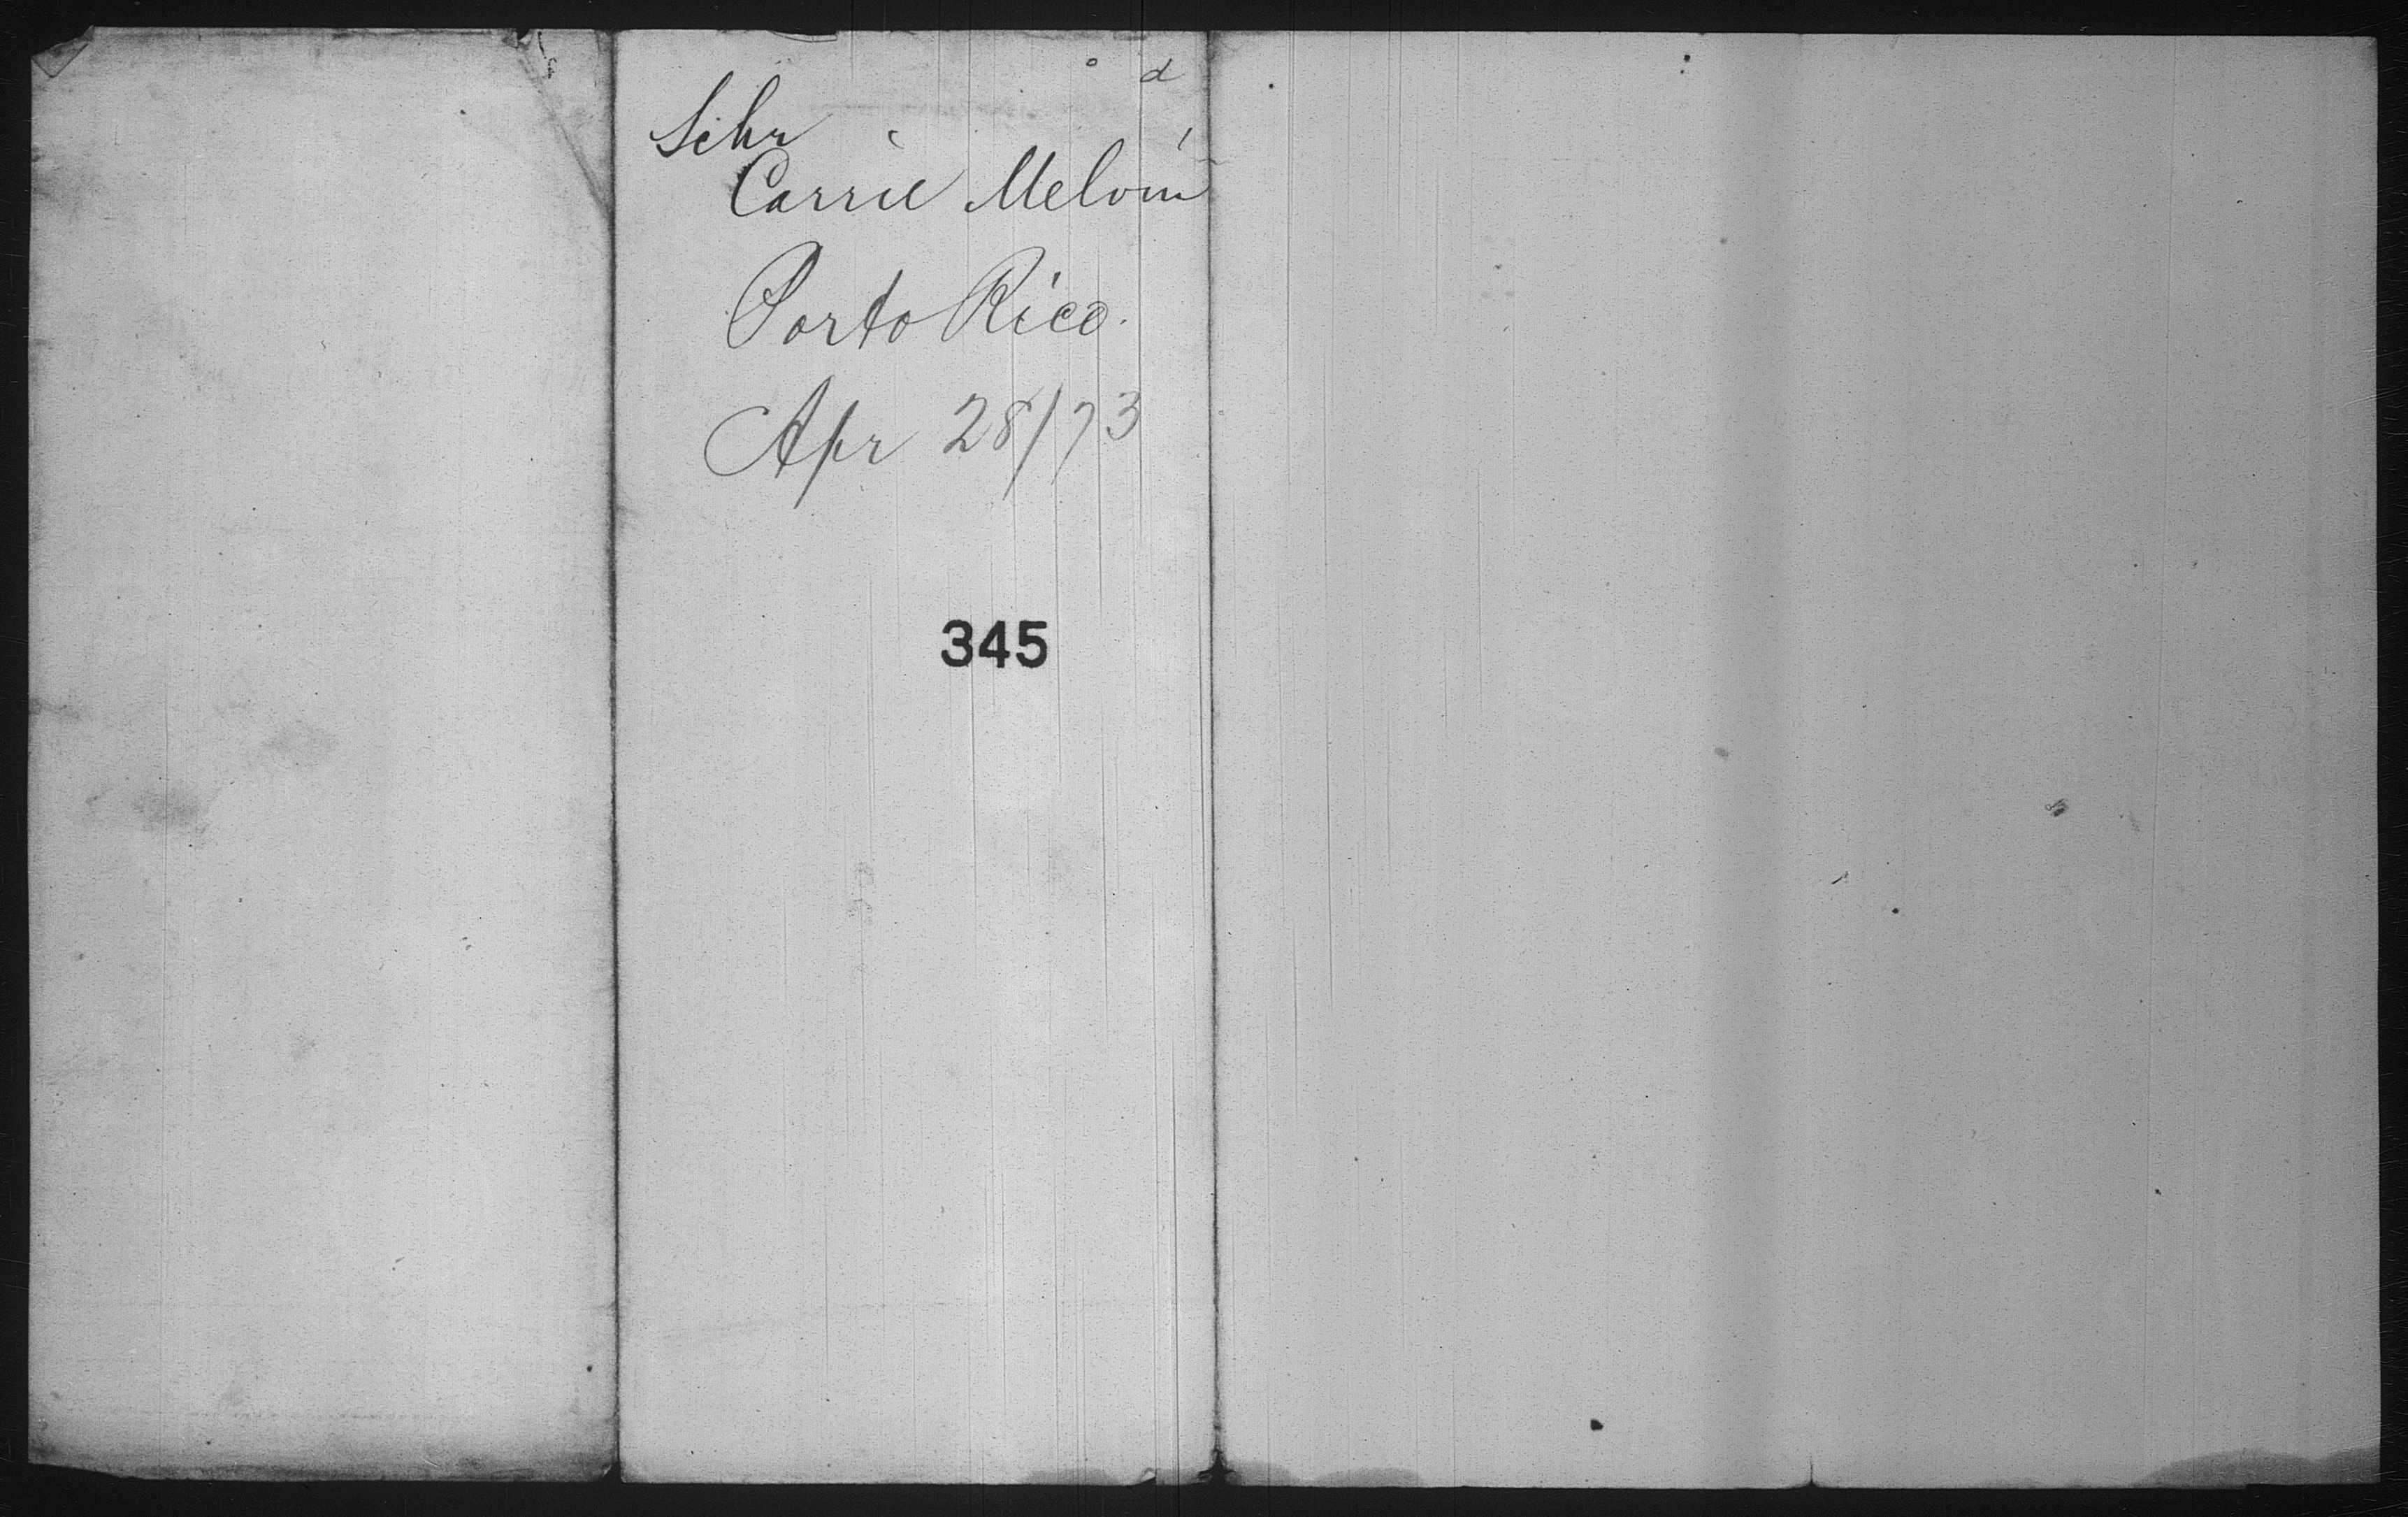 Schr
Carrie Melvin
Porto Rico.
Apr 28/73
345